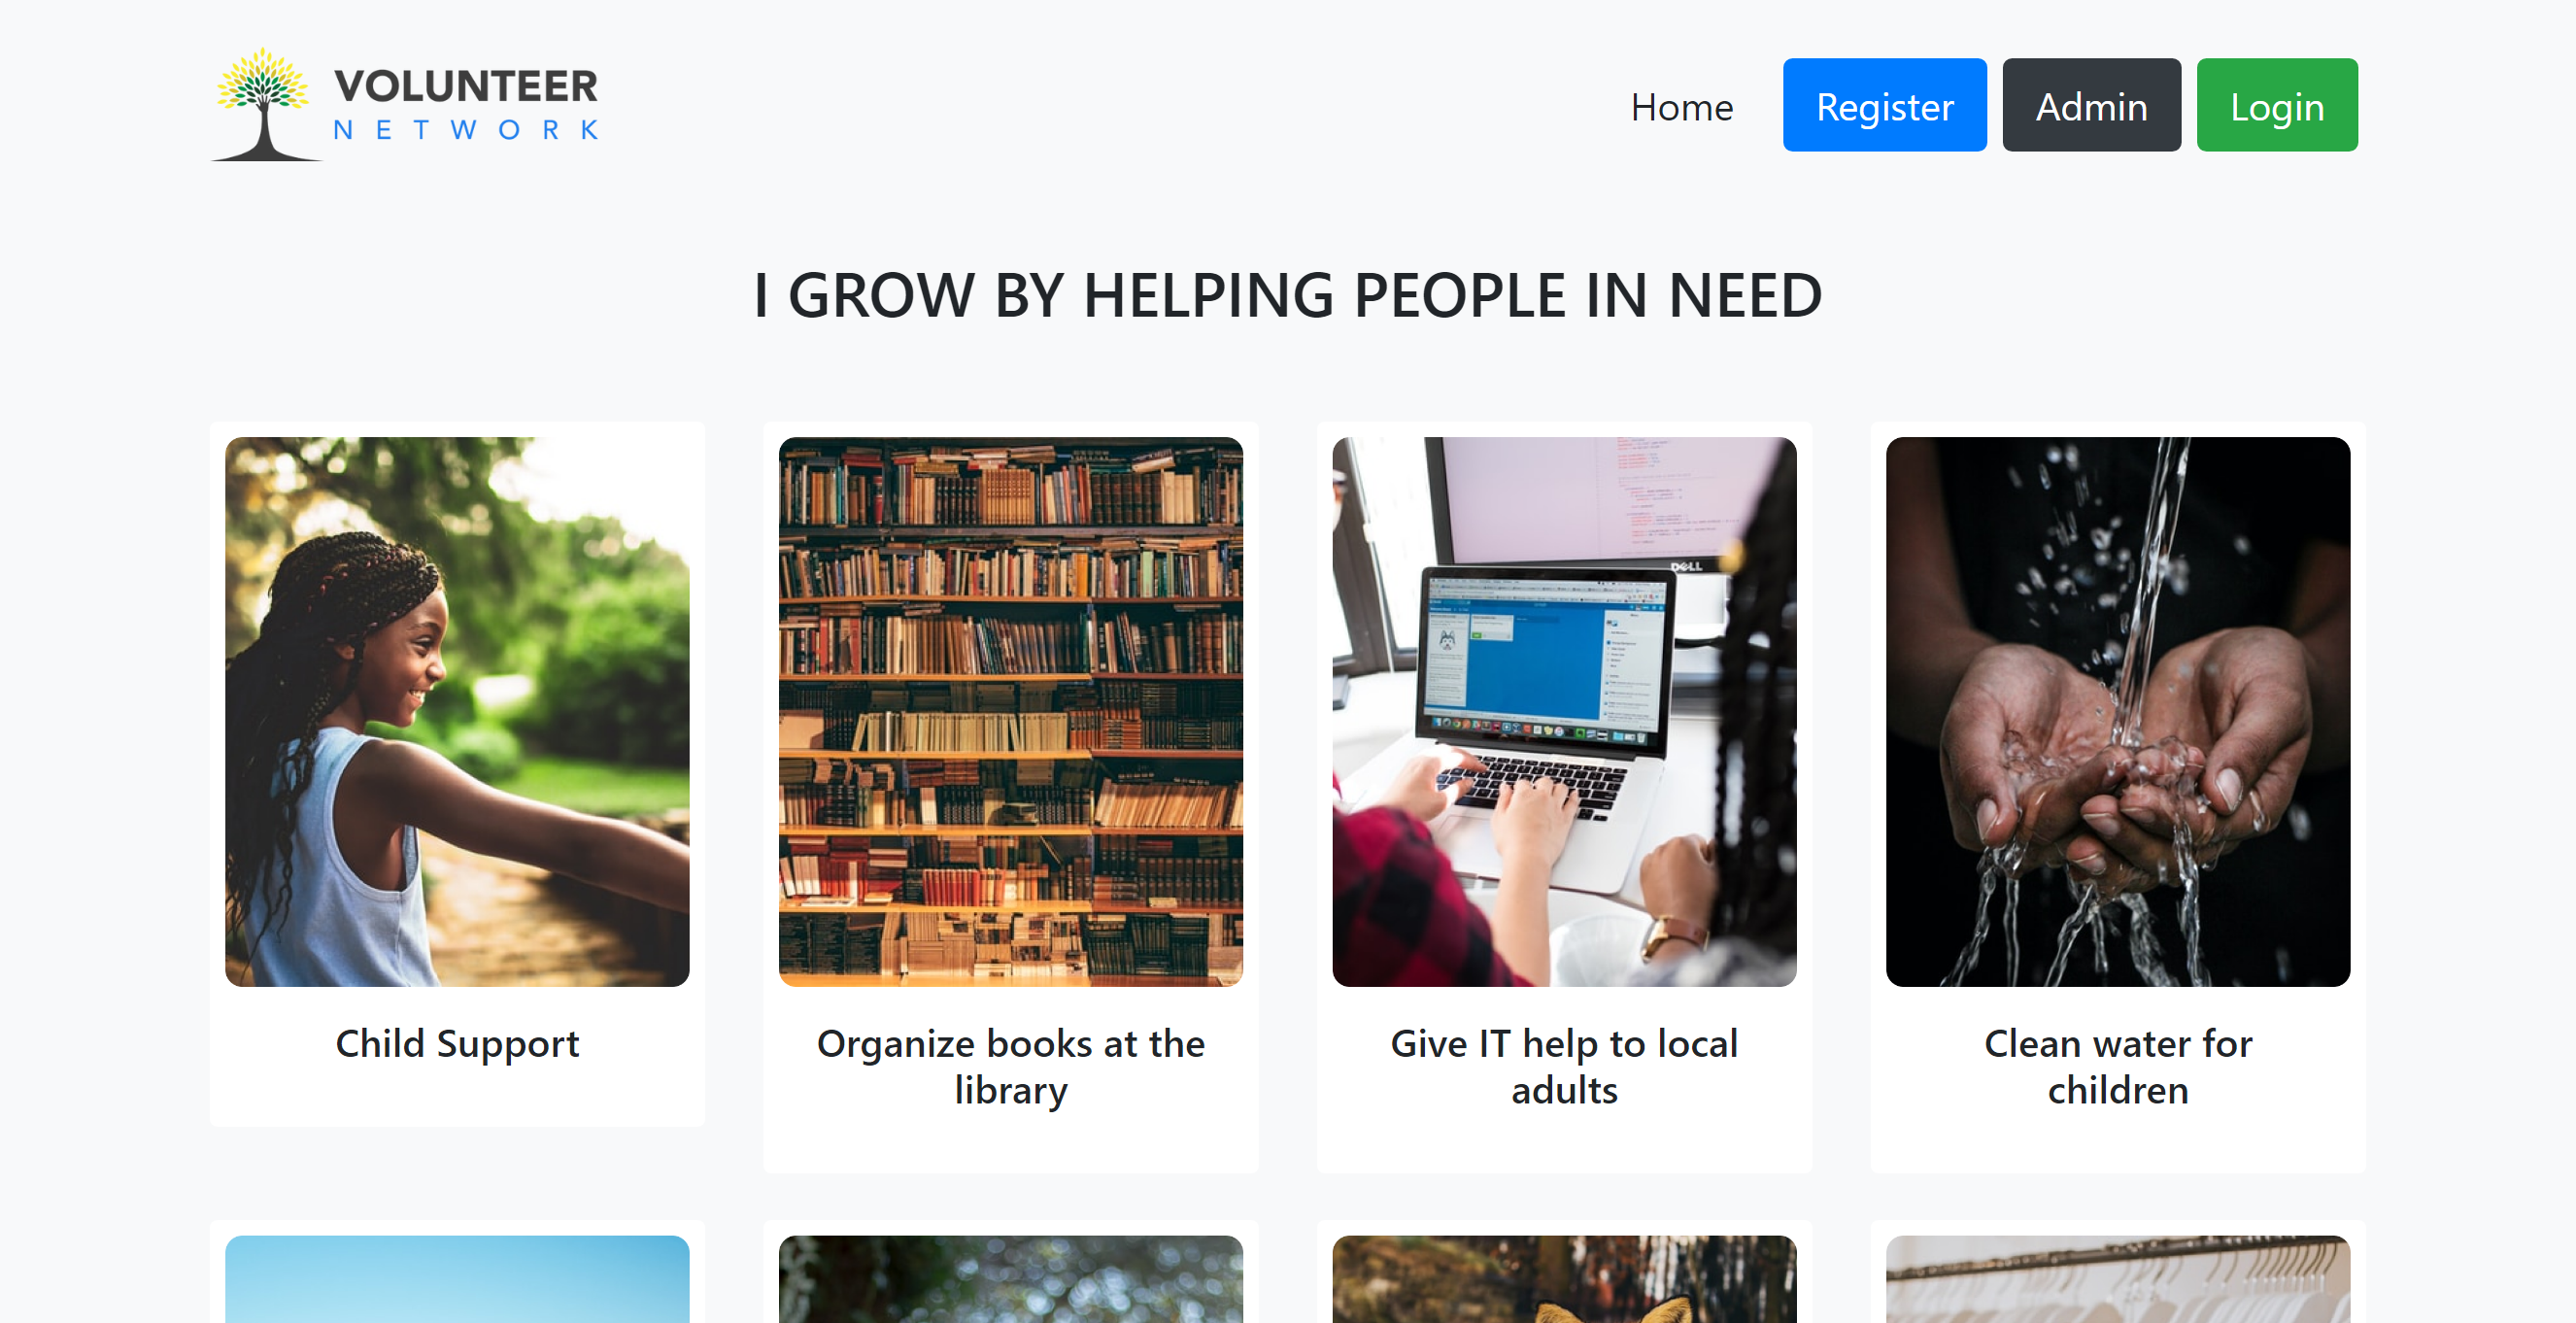 VOLUNTEER
NETWORK
Home
Register
Admin
Login
I GROW BY HELPING PEOPLE IN NEED
DELL
Child Support
Organize books at the
library
Give IT help to local
adults
Clean water for
children